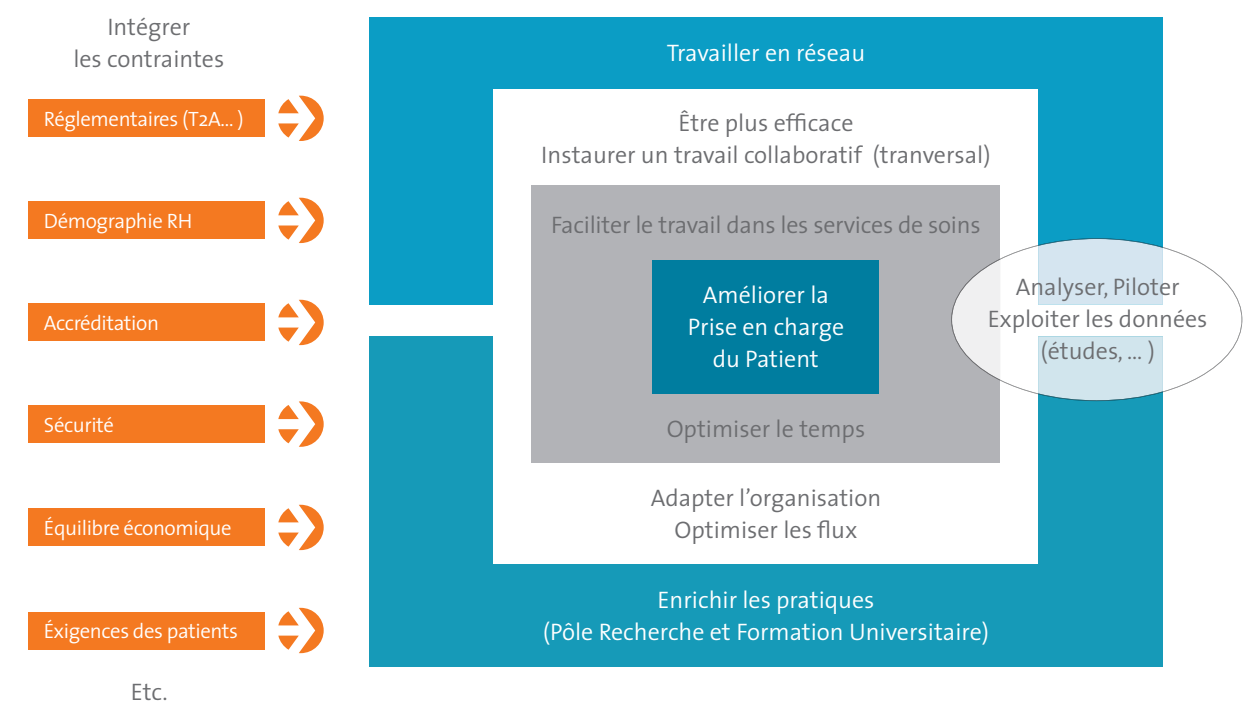 Intégrer
les contraintes
Réglementaires (T2A... )
Démographie RH
Accréditation
Sécurité
Équilibre économique
Éxigences des patients
Etc.
Travailler en réseau
Être plus efficace
Instaurer un travail collaboratif (tranversal)
Faciliter le travail dans les services de soins
Améliorer la
Prise en charge
du Patient
Optimiser le temps
Adapter l’organisation
Optimiser les flux
Enrichir les pratiques
(Pôle Recherche et Formation Universitaire)
Analyser, Piloter
Exploiter les données
(études, ... )